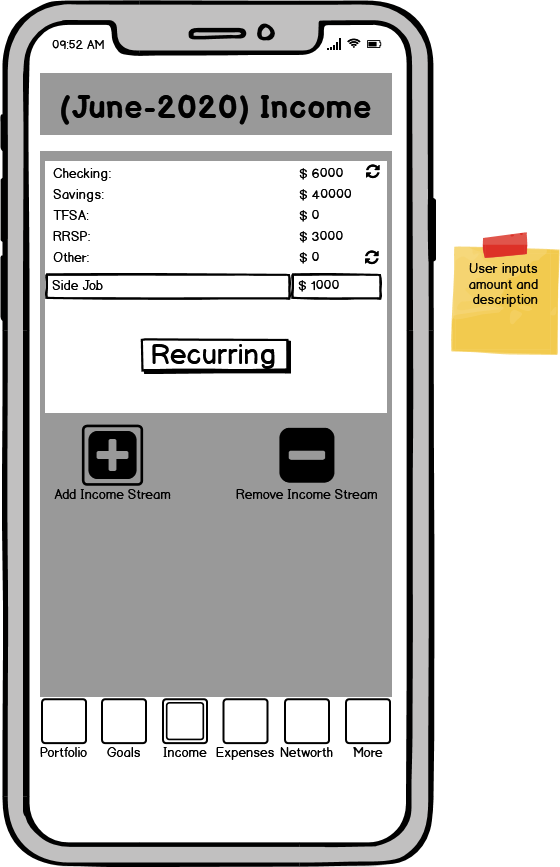 09:52 AM
(June-2020) Income
Checking: $ 6000
Savings: $ 40000
TFSA: $ 0
RRSP: $ 3000
Other: $ 0
Side Job $ 1000
Recurring
Add Income Stream Remove Income Stream
Portfolio Goals Income Expenses Networth More
User inputs
amount and
description